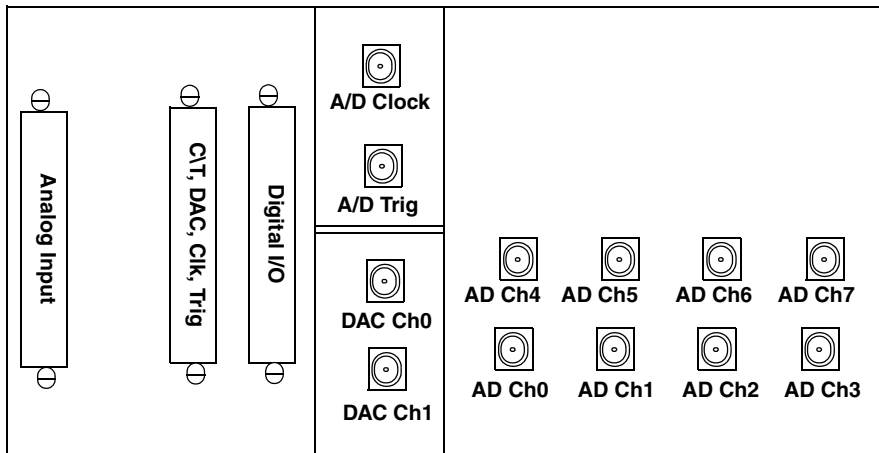 Analog Input
C\T, DAC, Clk, Trig
Digital I/O
A/D Clock
A/D Trig
DAC Ch0
DAC Ch1
AD Ch4 AD Ch5 AD Ch6 AD Ch7
AD Ch0 AD Ch1 AD Ch2 AD Ch3